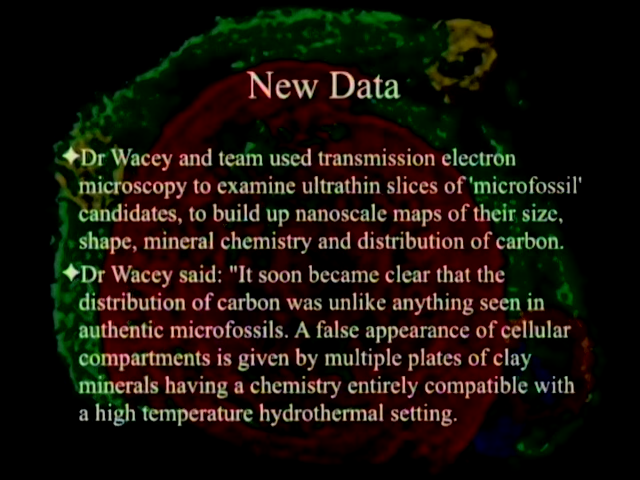 New Data
✦Dr Wacey and team used transmission electron
microscopy to examine ultrathin slices of 'microfossil'
candidates, to build up nanoscale maps of their size,
shape, mineral chemistry and distribution of carbon.
✦Dr Wacey said: "It soon became clear that the
distribution of carbon was unlike anything seen in
authentic microfossils. A false appearance of cellular
compartments is given by multiple plates of clay
minerals having a chemistry entirely compatible with
a high temperature hydrothermal setting.